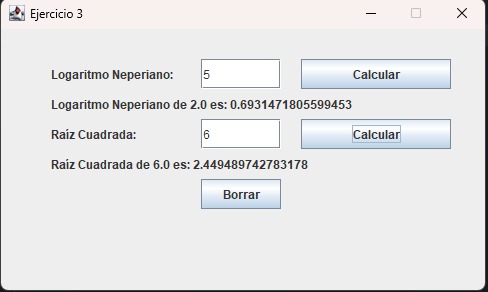 Ejercicio 3
Logaritmo Neperiano: 5 Calcular
Logaritmo Neperiano de 2.0 es: 0.6931471805599453
Raíz Cuadrada: 6 Calcular
Raíz Cuadrada de 6.0 es: 2.449489742783178
Borrar